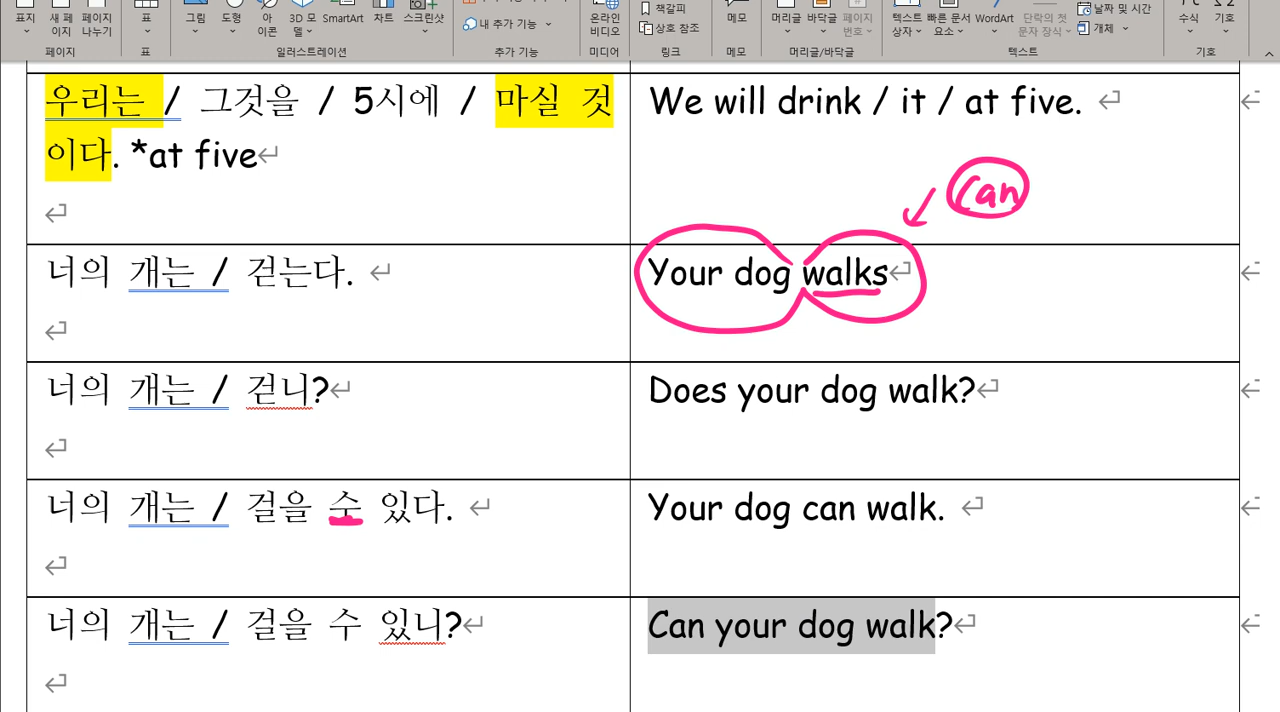 표지 새 페이지 페이지 나누기 표 그림 도형 아이콘 3D 모델 SmartArt 차트 스크린샷 내 추가 기능 온라인 비디오 책갈피 상호 참조 메모 머리글 바닥글 페이지 번호 텍스트 상자 빠른 문서 요소 WordArt 단락의 첫 문자 장식 날짜 및 시간 개체 수식 기호
페이지 표 일러스트레이션 추가 기능 미디어 링크 메모 머리글/바닥글 텍스트 기호
우리는 / 그것을 / 5시에 / 마실 것
이다. *at five
We will drink / it / at five.
can
너의 개는 / 걷는다.
Your dog walks
너의 개는 / 걷니?
Does your dog walk?
너의 개는 / 걸을 수 있다.
Your dog can walk.
너의 개는 / 걸을 수 있니?
Can your dog walk?